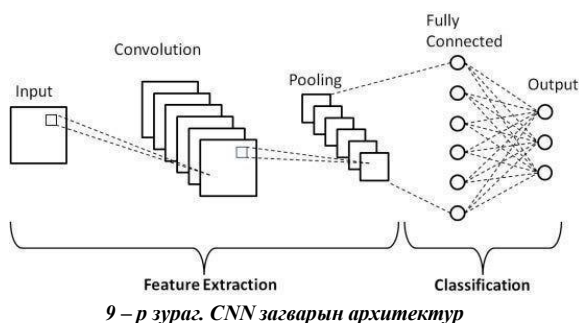 Fully
Connected
Convolution
Pooling
Input
Output
Feature Extraction
Classification
9 – р зураг. CNN загварын архитектур